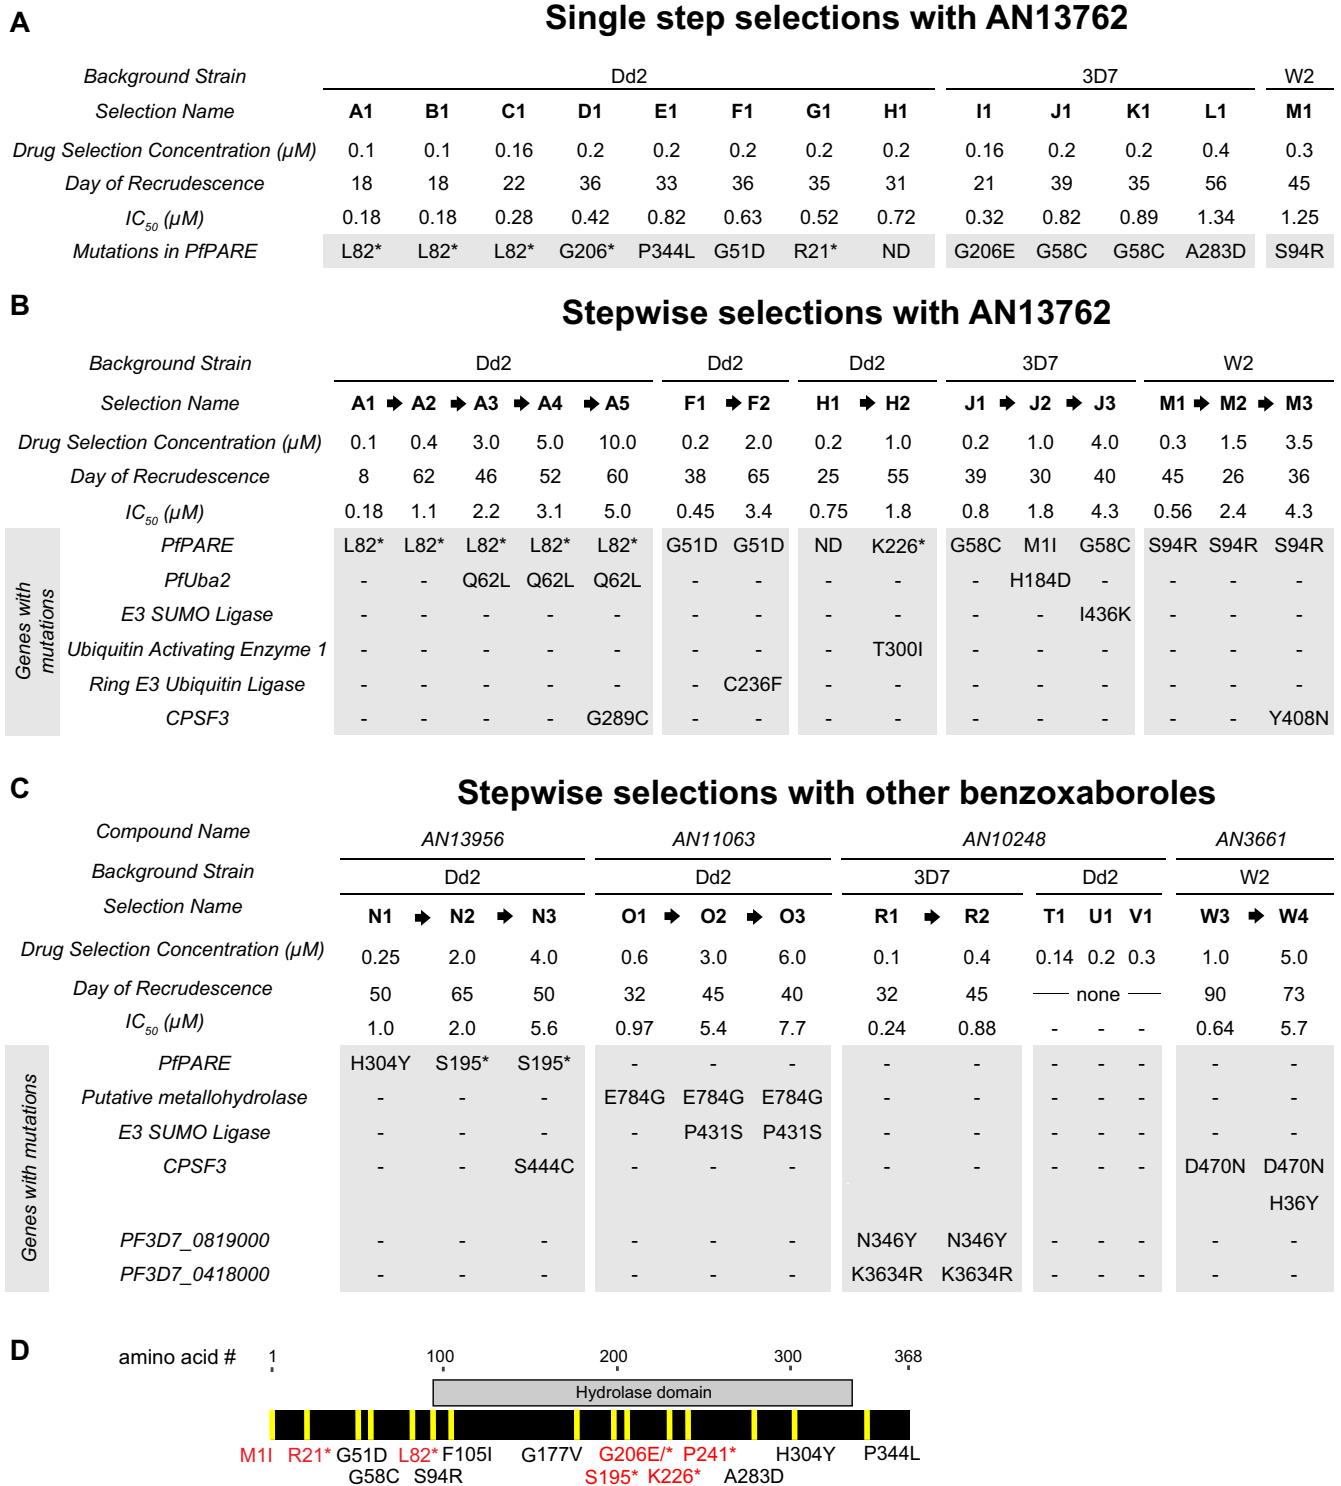 A
Single step selections with AN13762
Background Strain Dd2 3D7 W2
Selection Name A1 B1 C1 D1 E1 F1 G1 H1 I1 J1 K1 L1 M1
Drug Selection Concentration (µM) 0.1 0.1 0.16 0.2 0.2 0.2 0.2 0.2 0.16 0.2 0.2 0.4 0.3
Day of Recrudescence 18 18 22 36 33 36 35 31 21 39 35 56 45
IC50 (µM) 0.18 0.18 0.28 0.42 0.82 0.63 0.52 0.72 0.32 0.82 0.89 1.34 1.25
Mutations in PfPARE L82* L82* L82* G206* P344L G51D R21* ND G206E G58C G58C A283D S94R
B
Stepwise selections with AN13762
Background Strain Dd2 Dd2 Dd2 3D7 W2
Selection Name A1 → A2 → A3 → A4 → A5 F1 → F2 H1 → H2 J1 → J2 → J3 M1 → M2 → M3
Drug Selection Concentration (µM) 0.1 0.4 3.0 5.0 10.0 0.2 2.0 0.2 1.0 0.2 1.0 4.0 0.3 1.5 3.5
Day of Recrudescence 8 62 46 52 60 38 65 25 55 39 30 40 45 26 36
IC50 (µM) 0.18 1.1 2.2 3.1 5.0 0.45 3.4 0.75 1.8 0.8 1.8 4.3 0.56 2.4 4.3
Genes with mutations
PfPARE L82* L82* L82* L82* L82* G51D G51D ND K226* G58C M1I G58C S94R S94R S94R
PfUba2 - - Q62L Q62L Q62L - - - - - H184D - - - -
E3 SUMO Ligase - - - - - - - - - - - I436K - - -
Ubiquitin Activating Enzyme 1 - - - - - - - - T300I - - - - - -
Ring E3 Ubiquitin Ligase - - - - - - C236F - - - - - - - -
CPSF3 - - - - G289C - - - - - - - - - Y408N
C
Stepwise selections with other benzoxaboroles
Compound Name AN13956 AN11063 AN10248 AN3661
Background Strain Dd2 Dd2 3D7 Dd2 W2
Selection Name N1 → N2 → N3 O1 → O2 → O3 R1 → R2 T1 U1 V1 W3 → W4
Drug Selection Concentration (µM) 0.25 2.0 4.0 0.6 3.0 6.0 0.1 0.4 0.14 0.2 0.3 1.0 5.0
Day of Recrudescence 50 65 50 32 45 40 32 45 — none — 90 73
IC50 (µM) 1.0 2.0 5.6 0.97 5.4 7.7 0.24 0.88 - - - 0.64 5.7
Genes with mutations
PfPARE H304Y S195* S195* - - - - - - - - - -
Putative metallohydrolase - - - E784G E784G E784G - - - - - - -
E3 SUMO Ligase - - - - P431S P431S - - - - - - -
CPSF3 - - S444C - - - - - - - - D470N D470N
H36Y
PF3D7_0819000 - - - - - - N346Y N346Y - - - - -
PF3D7_0418000 - - - - - - K3634R K3634R - - - - -
D
amino acid # 1 100 200 300 368
Hydrolase domain
M1I R21* G51D L82* F105I G177V G206E/* P241* H304Y P344L
G58C S94R S195* K226* A283D